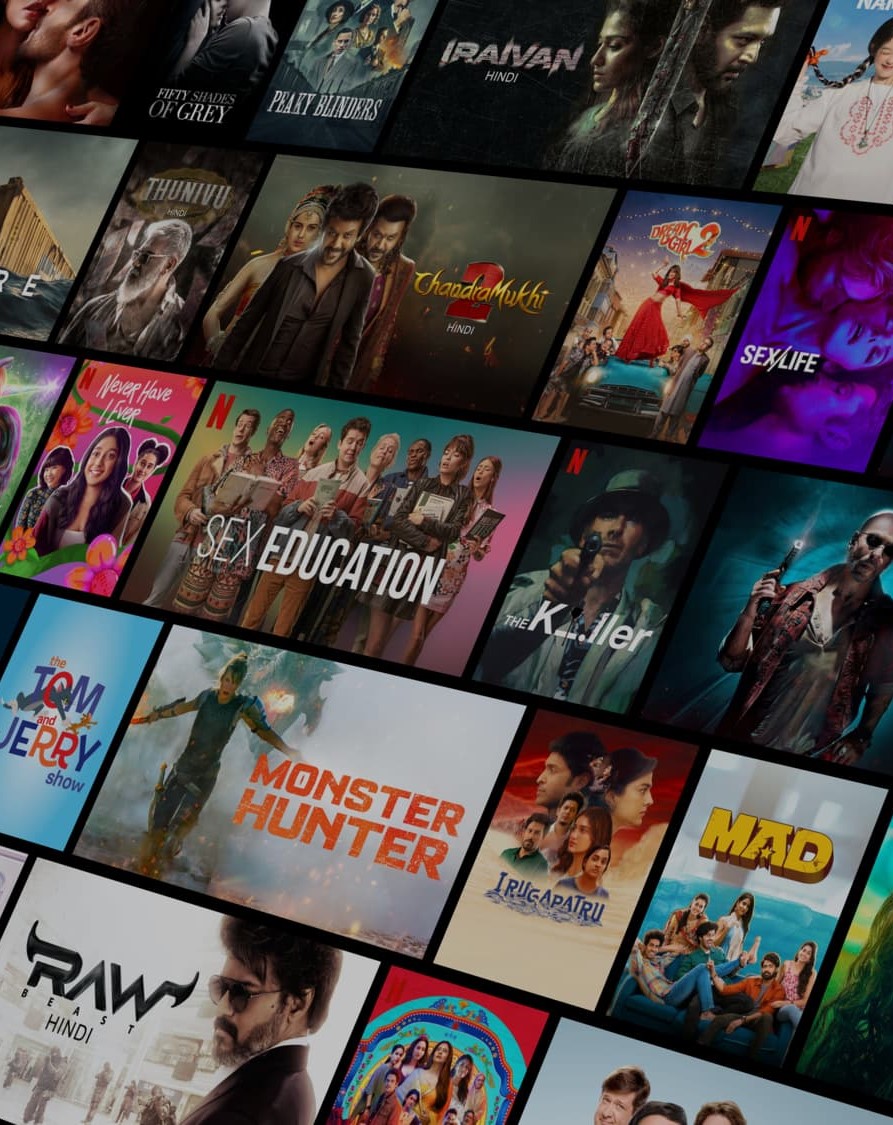 FIFTY SHADES
OF GREY
PEAKY BLINDERS
IRAIVAN
HINDI
R E
THUNIVU
HINDI
ChandraMukhi
2
HINDI
DREAM
GIRL 2
N
SEX/LIFE
N
Never Have
I Ever
N
SEX EDUCATION
N
THE K_.ller
the
TOM
and
JERRY
show
MONSTER
HUNTER
IRUGAPATRU
MAD
RAW
BEAST
HINDI